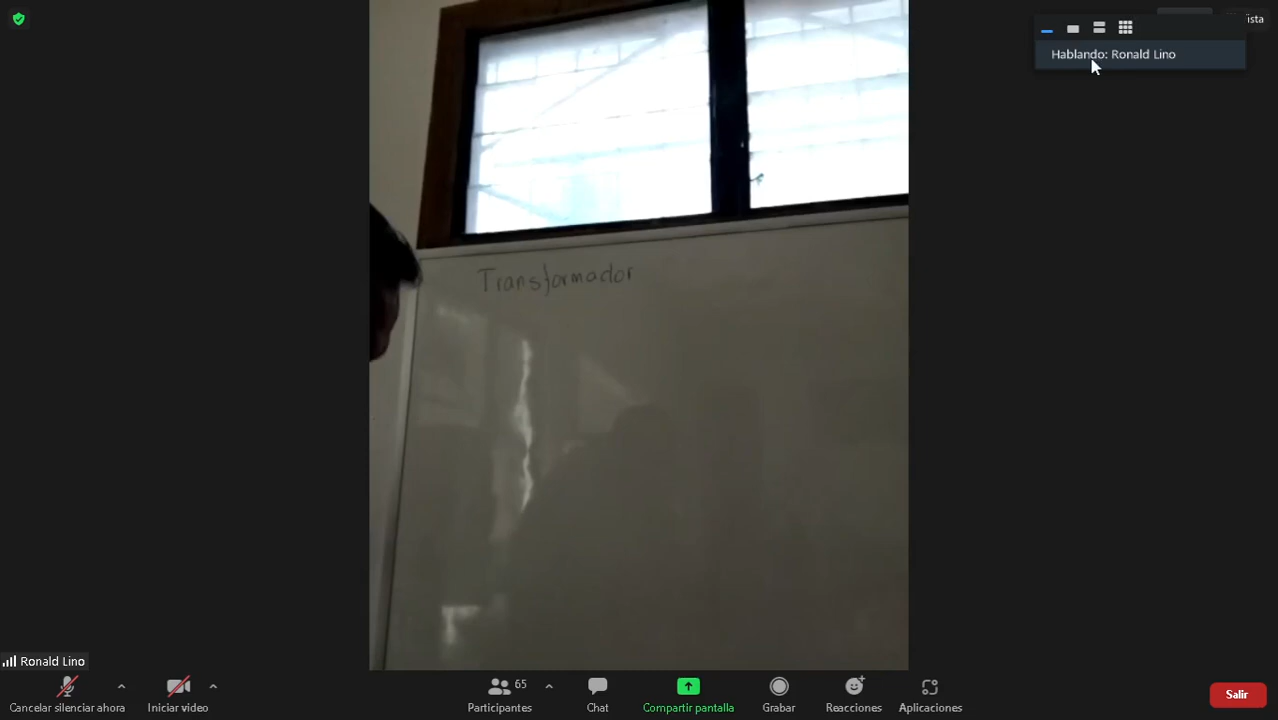 Hablando: Ronald Lino
Transformador
Ronald Lino
Cancelar silenciar ahora
Iniciar video
65
Participantes
Chat
Compartir pantalla
Grabar
Reacciones
Aplicaciones
Salir